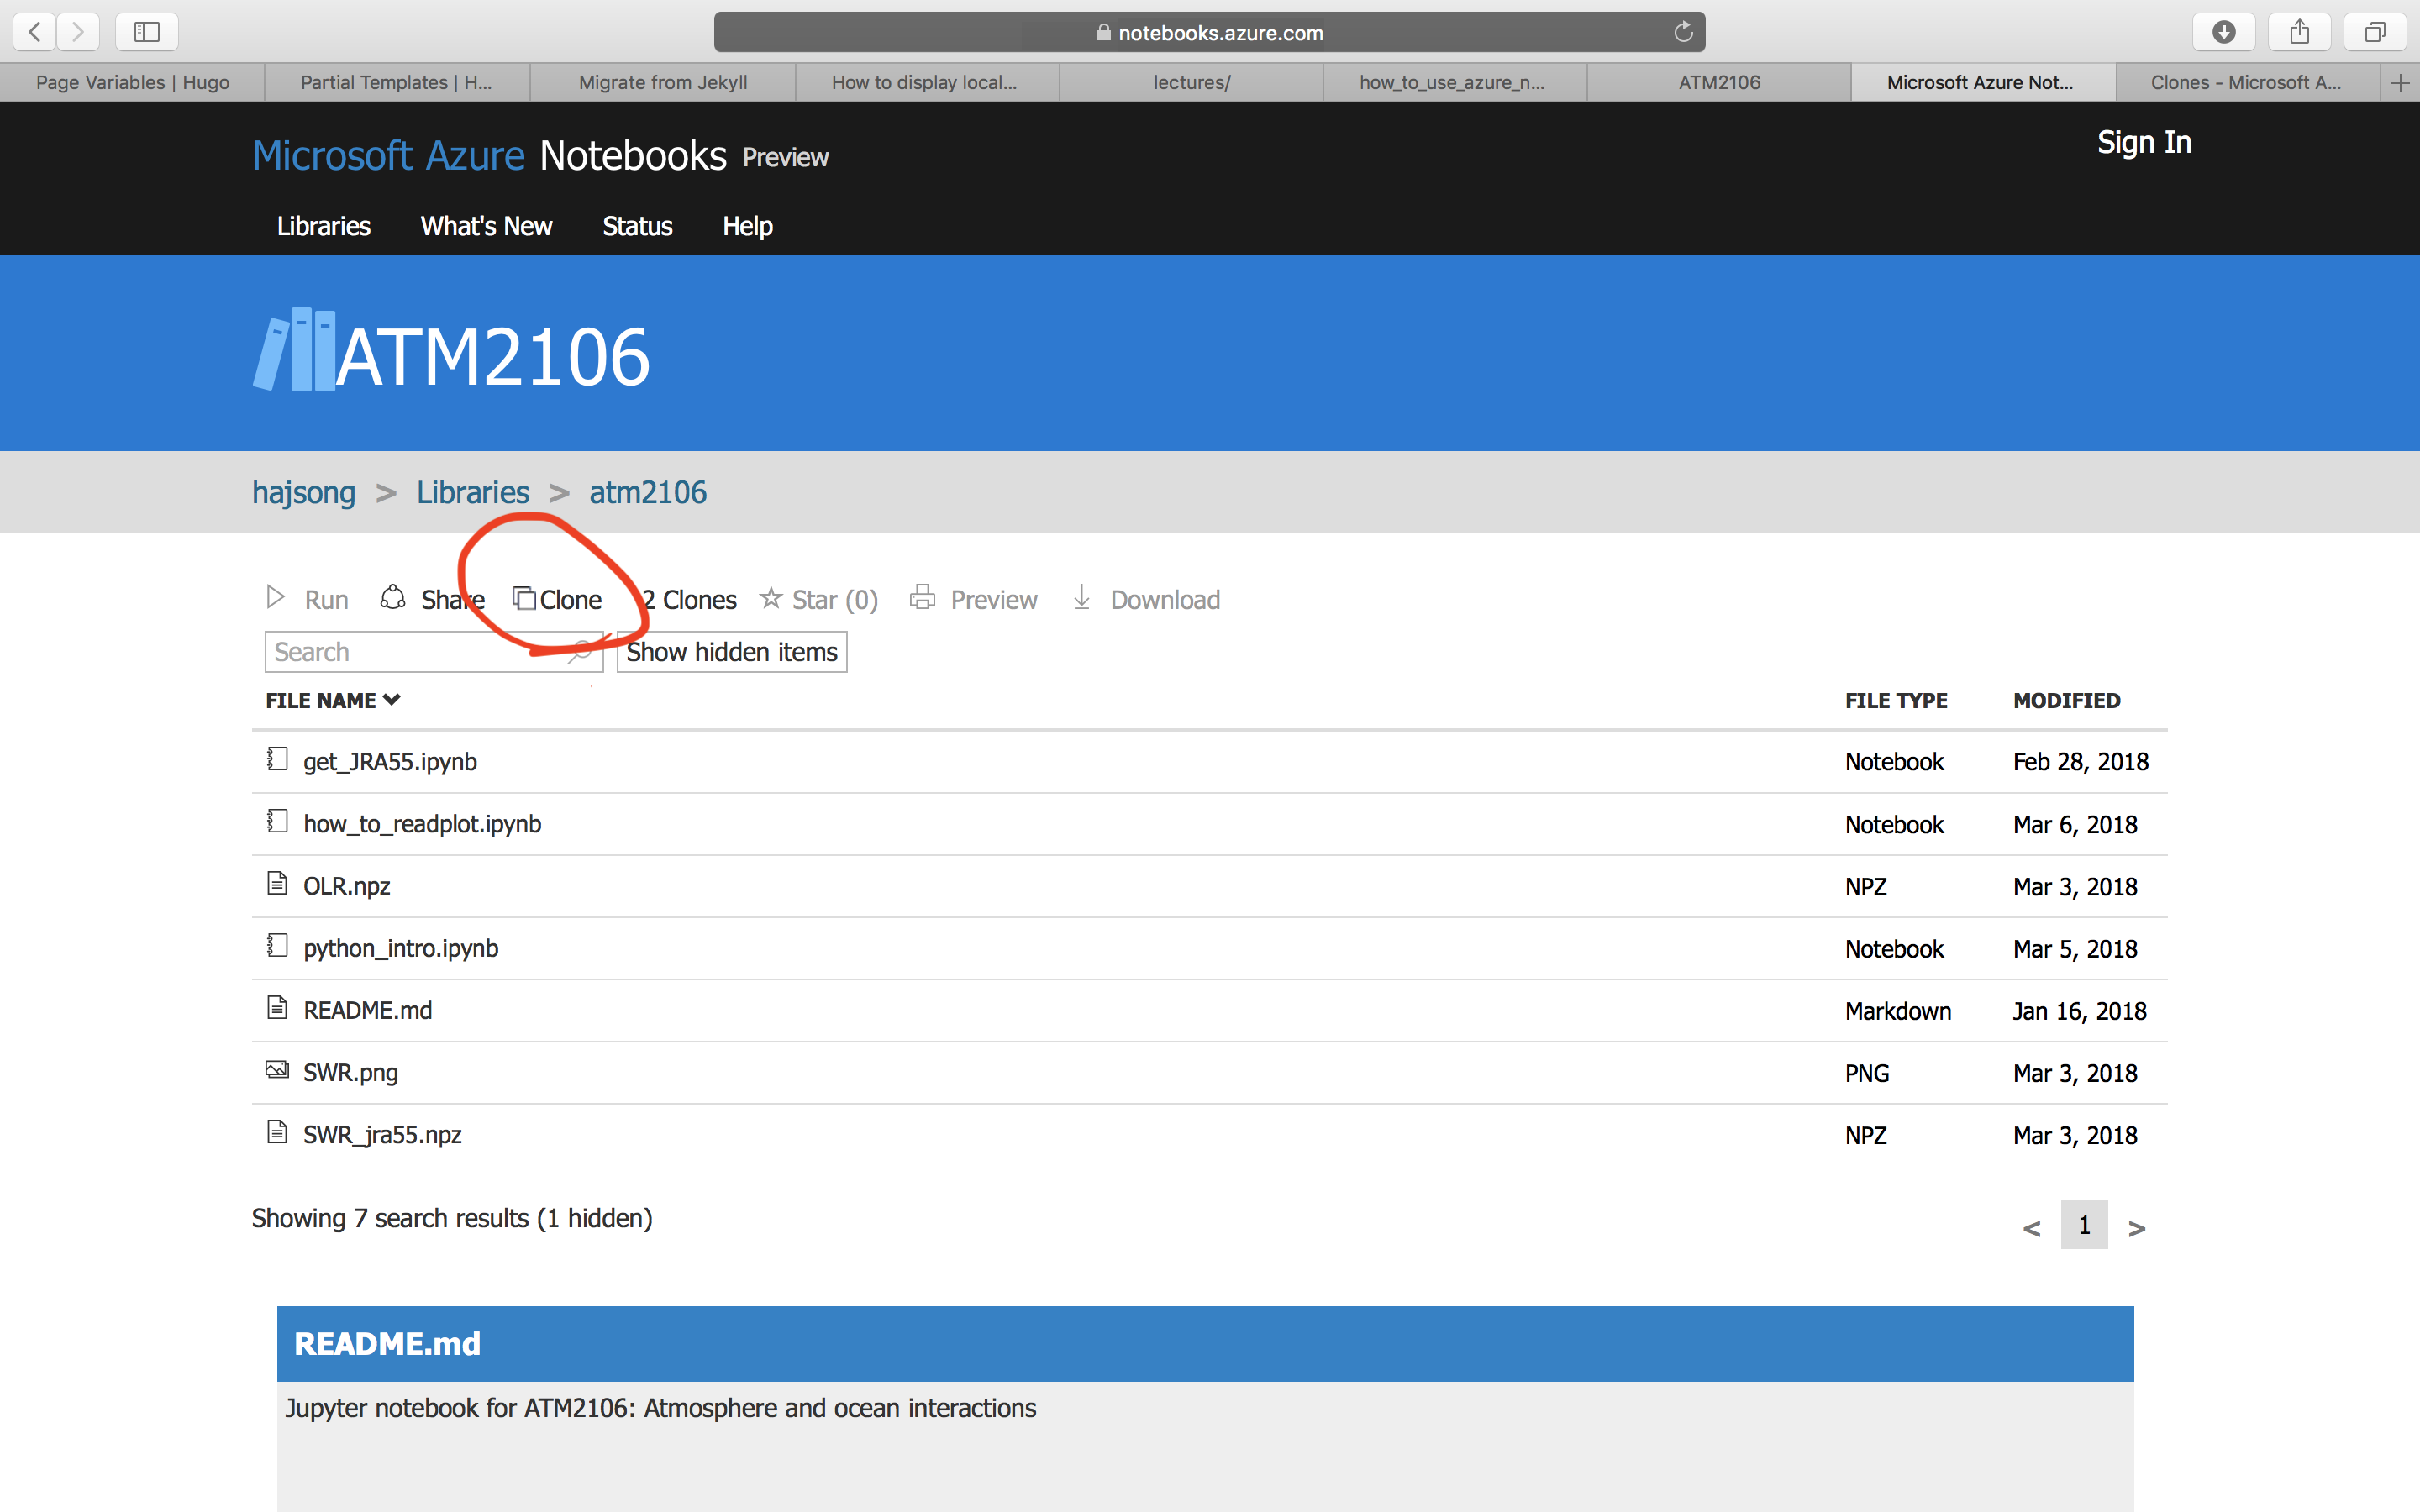 notebooks.azure.com
Page Variables | Hugo
Partial Templates | H...
Migrate from Jekyll
How to display local...
lectures/
how_to_use_azure_n...
ATM2106
Microsoft Azure Not...
Clones - Microsoft A...
Microsoft Azure Notebooks Preview
Sign In
Libraries What's New Status Help
ATM2106
hajsong > Libraries > atm2106
Run Share Clone 2 Clones Star (0) Preview Download
Search Show hidden items
FILE NAME FILE TYPE MODIFIED
get_JRA55.ipynb Notebook Feb 28, 2018
how_to_readplot.ipynb Notebook Mar 6, 2018
OLR.npz NPZ Mar 3, 2018
python_intro.ipynb Notebook Mar 5, 2018
README.md Markdown Jan 16, 2018
SWR.png PNG Mar 3, 2018
SWR_jra55.npz NPZ Mar 3, 2018
Showing 7 search results (1 hidden)
< 1 >
README.md
Jupyter notebook for ATM2106: Atmosphere and ocean interactions